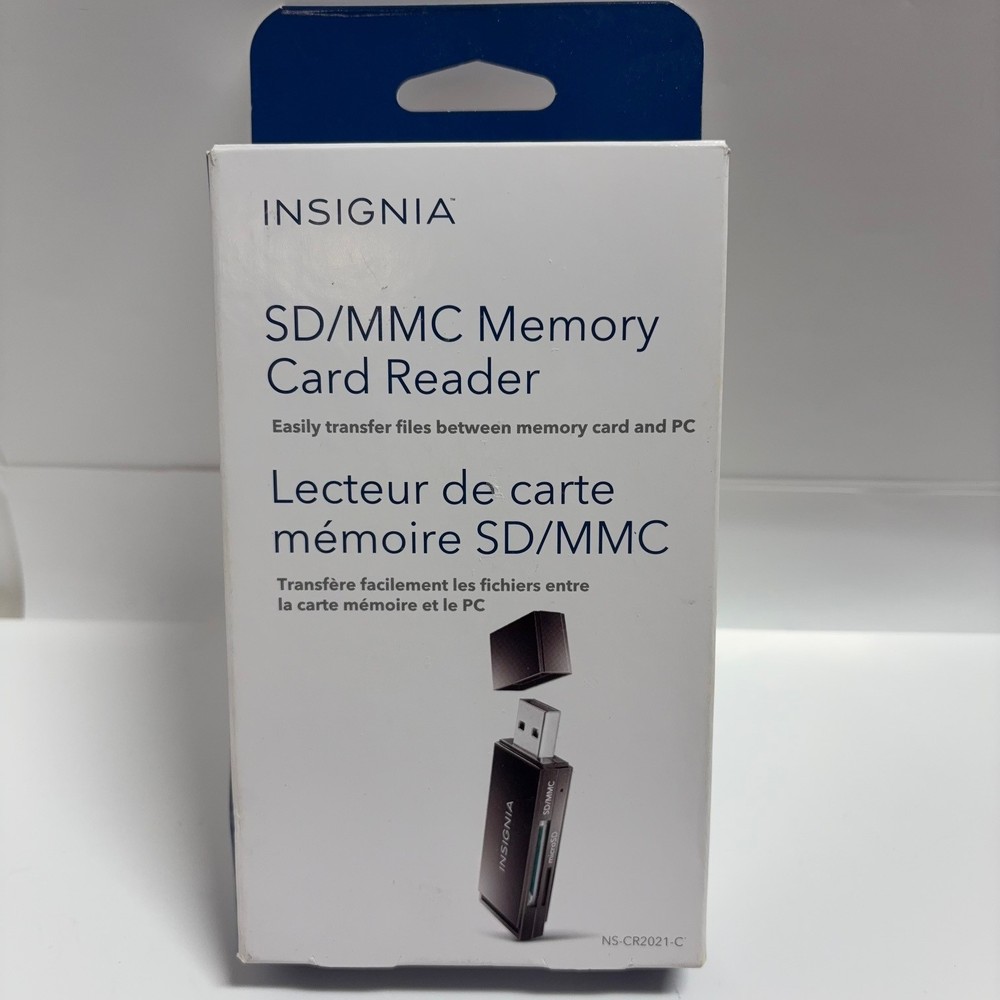 INSIGNIA™
SD/MMC Memory
Card Reader
Easily transfer files between memory card and PC
Lecteur de carte
mémoire SD/MMC
Transfère facilement les fichiers entre
la carte mémoire et le PC
INSIGNIA
SD/MMC
microSD
NS-CR2021-C